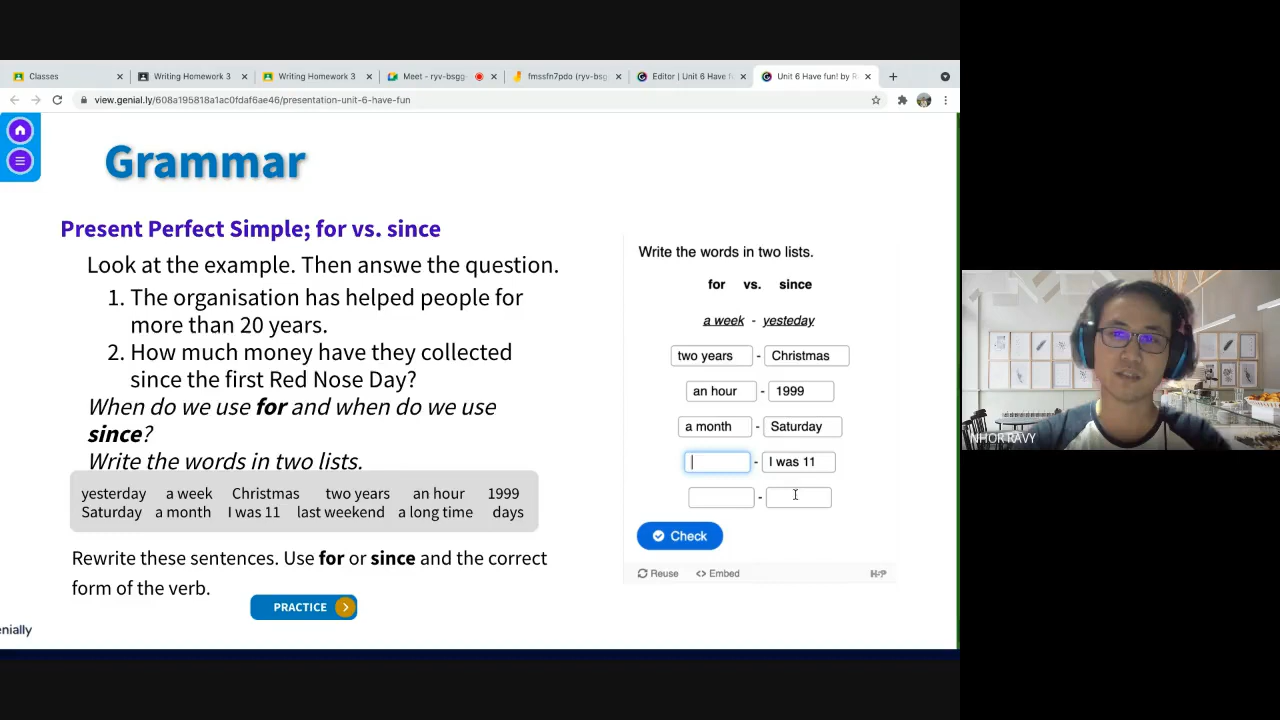 Classes
Writing Homework 3
Writing Homework 3
Meet - ryv-bsgg
fmssfn7pdo (ryv-bsg
Editor | Unit 6 Have fu
Unit 6 Have fun! by R
view.genial.ly/608a195818a1ac0fdaf6ae46/presentation-unit-6-have-fun
Grammar
Present Perfect Simple; for vs. since
Look at the example. Then answe the question.
1. The organisation has helped people for
more than 20 years.
2. How much money have they collected
since the first Red Nose Day?
When do we use for and when do we use
since?
Write the words in two lists.
yesterday a week Christmas two years an hour 1999
Saturday a month I was 11 last weekend a long time days
Rewrite these sentences. Use for or since and the correct
form of the verb.
PRACTICE
enially
Write the words in two lists.
for vs. since
a week - yesteday
two years - Christmas
an hour - 1999
a month - Saturday
- I was 11
-
Check
Reuse <> Embed
H-P
NHOR RAVY